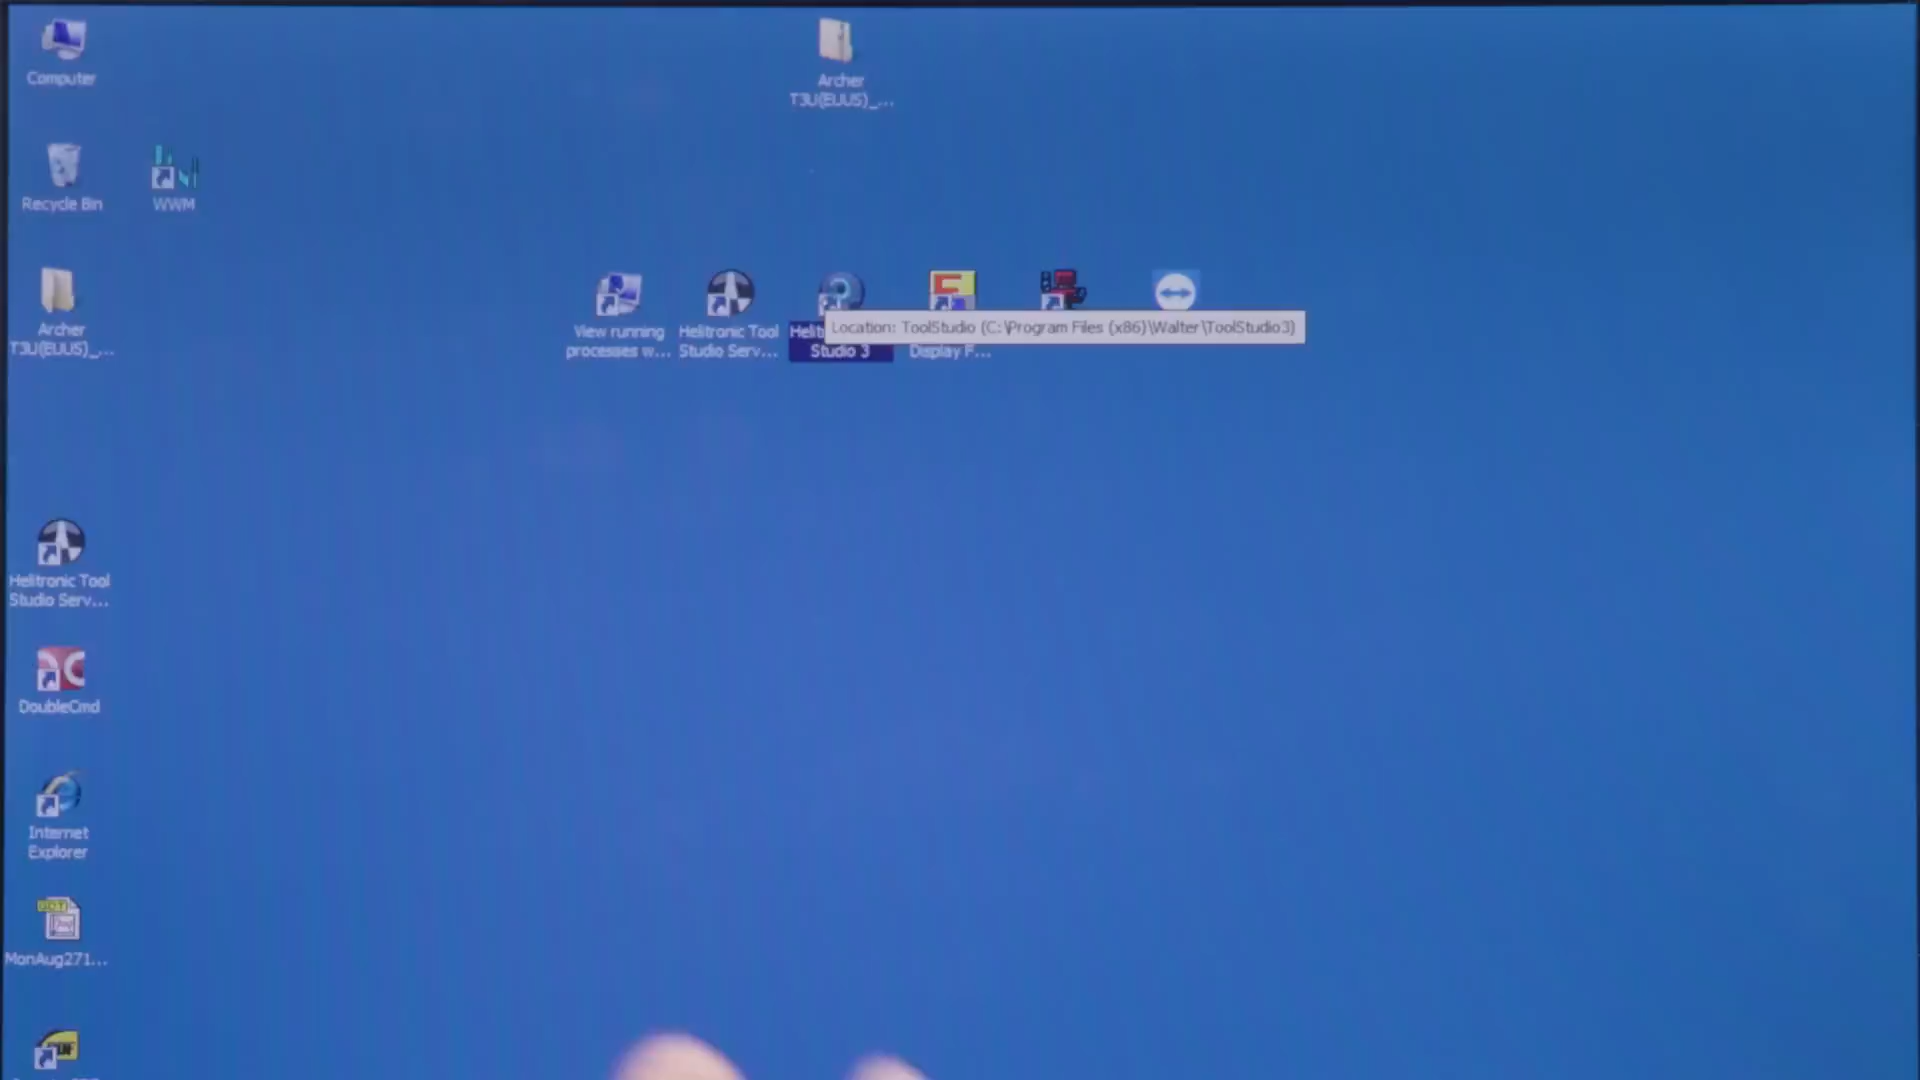 Computer
Archer
T3U(EUUS)_...
Recycle Bin
WWM
Archer
T3U(EUUS)_...
View running
processes w...
Helitronic Tool
Studio Serv...
Studio 3
Location: ToolStudio (C:\Program Files (x86)\Walter\ToolStudio3)
Display F...
Helitronic Tool
Studio Serv...
DoubleCmd
Internet
Explorer
MonAug271...